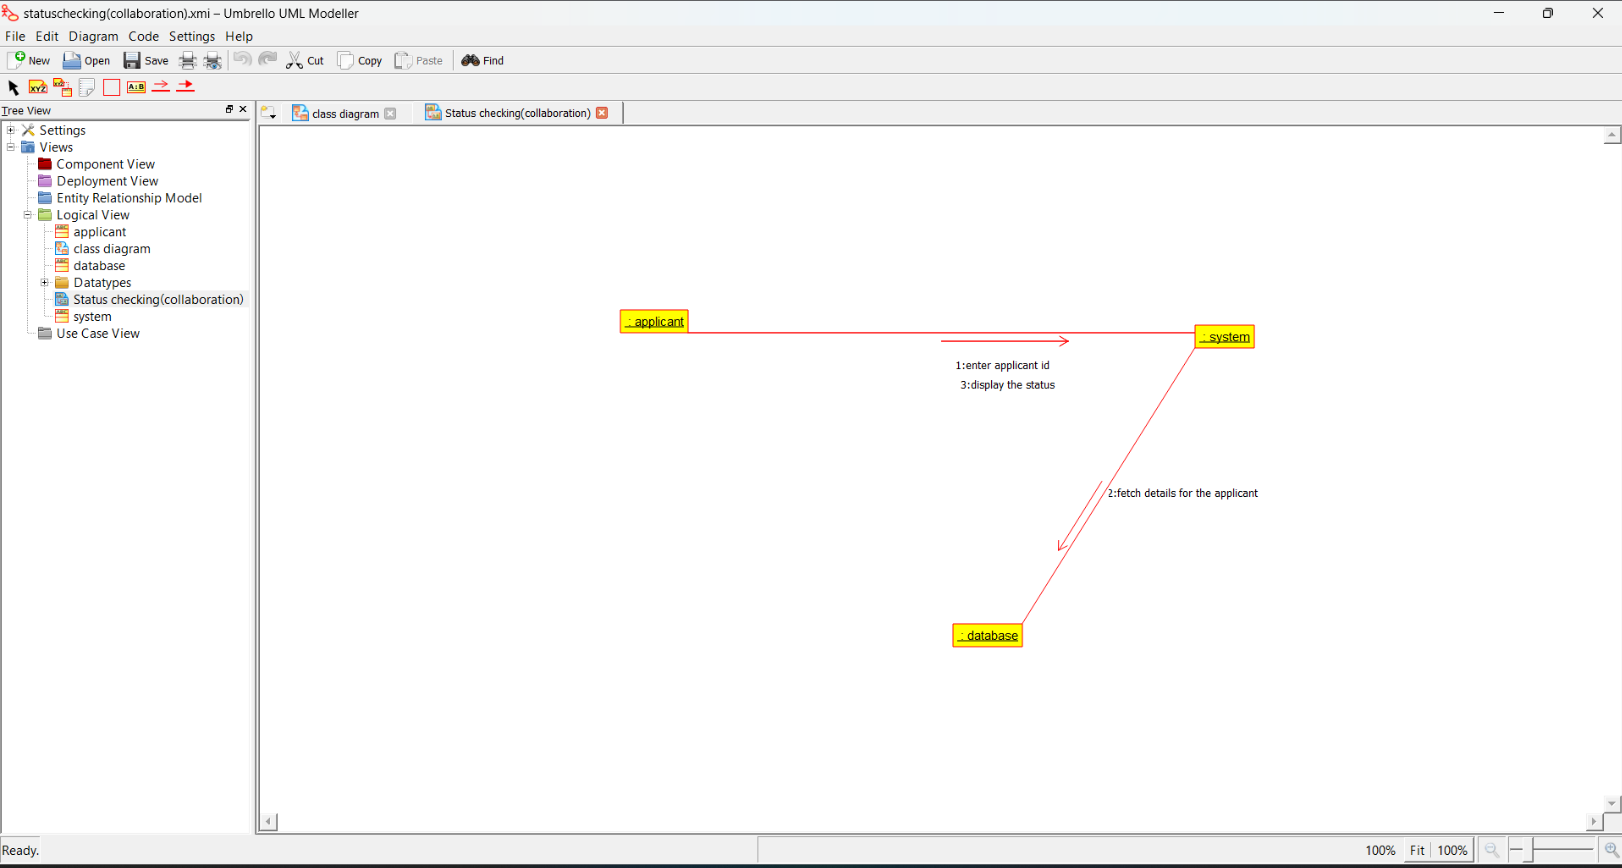 statuschecking(collaboration).xmi – Umbrello UML Modeller
File Edit Diagram Code Settings Help
New Open Save Cut Copy Paste Find
XYZ XYZ A:B
Tree View
class diagram
Status checking(collaboration)
Settings
Views
Component View
Deployment View
Entity Relationship Model
Logical View
applicant
class diagram
database
Datatypes
Status checking(collaboration)
system
Use Case View
: applicant
: system
1:enter applicant id
3:display the status
2:fetch details for the applicant
: database
Ready.
100% Fit 100%